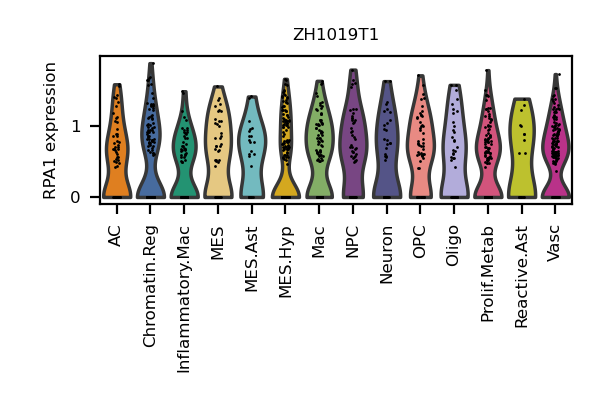 ZH1019T1
RPA1 expression
1
0
AC
Chromatin.Reg
Inflammatory.Mac
MES
MES.Ast
MES.Hyp
Mac
NPC
Neuron
OPC
Oligo
Prolif.Metab
Reactive.Ast
Vasc